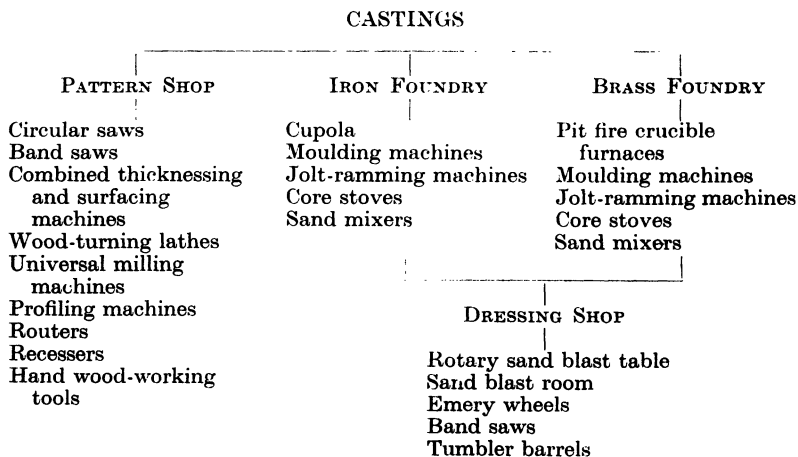 CASTINGS
PATTERN SHOP
Circular saws
Band saws
Combined thicknessing
and surfacing
machines
Wood-turning lathes
Universal milling
machines
Profiling machines
Routers
Recessers
Hand wood-working
tools
IRON FOUNDRY
Cupola
Moulding machines
Jolt-ramming machines
Core stoves
Sand mixers
BRASS FOUNDRY
Pit fire crucible
furnaces
Moulding machines
Jolt-ramming machines
Core stoves
Sand mixers
DRESSING SHOP
Rotary sand blast table
Sand blast room
Emery wheels
Band saws
Tumbler barrels